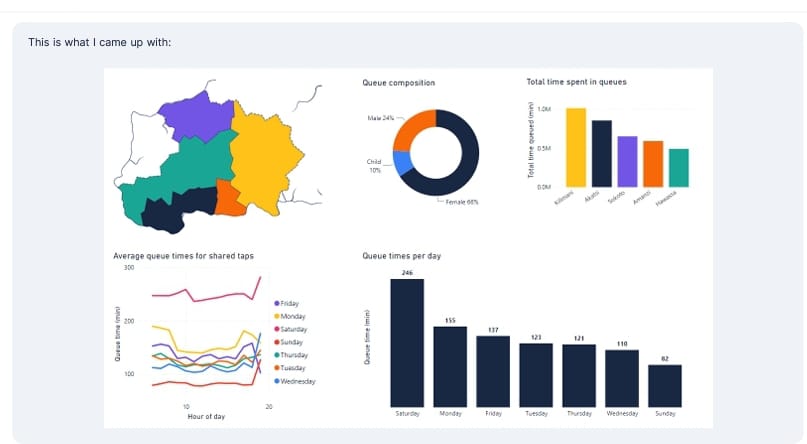 This is what I came up with:
Queue composition
Male 24%
Child
10%
Female 66%
Total time spent in queues
Total time queued (min)
1.0M
0.5M
0.0M
Kilimani
Akatsi
Sokoto
Amanzi
Hawassa
Average queue times for shared taps
Queue time (min)
300
200
100
10
20
Hour of day
Friday
Monday
Saturday
Sunday
Thursday
Tuesday
Wednesday
Queue times per day
Queue time (min)
246
155
137
123
121
110
82
Saturday
Monday
Friday
Tuesday
Thursday
Wednesday
Sunday